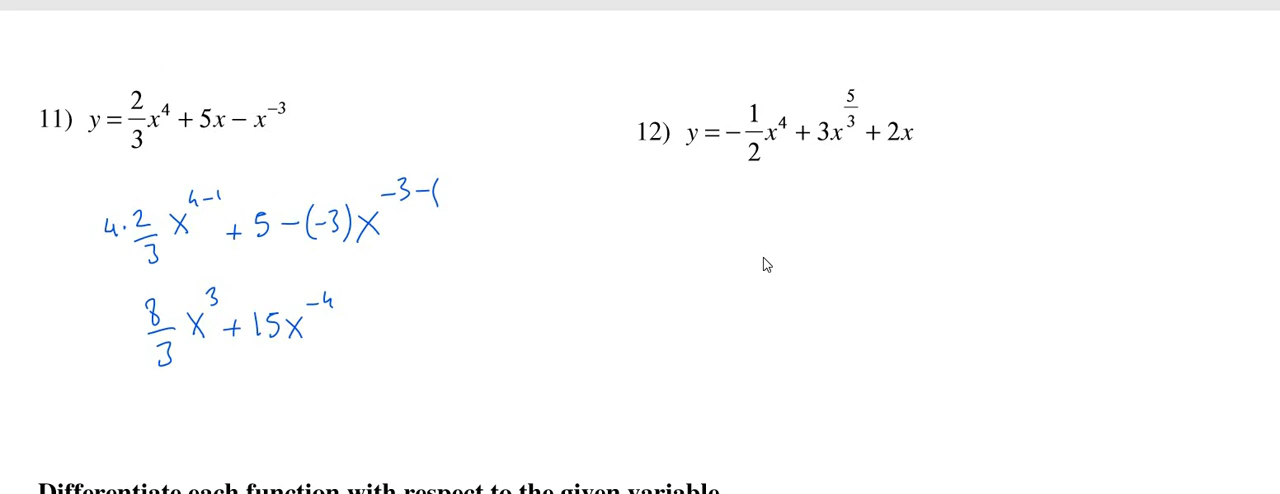 11) y = 2/3 x^4 + 5x − x^−3
12) y = −1/2 x^4 + 3x^5/3 + 2x
4·2/3 x^4−1 + 5 − (−3)x^−3−(
8/3 x^3 + 15x^−4
Differentiate each function with respect to the given variable.